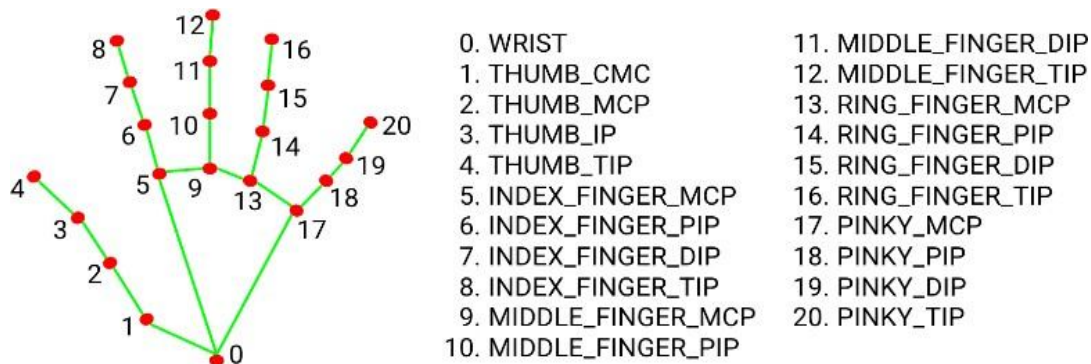 12
8
16
11
7
15
6
10
20
14
19
4
5
9
13
18
3
17
2
1
0
0. WRIST
1. THUMB_CMC
2. THUMB_MCP
3. THUMB_IP
4. THUMB_TIP
5. INDEX_FINGER_MCP
6. INDEX_FINGER_PIP
7. INDEX_FINGER_DIP
8. INDEX_FINGER_TIP
9. MIDDLE_FINGER_MCP
10. MIDDLE_FINGER_PIP
11. MIDDLE_FINGER_DIP
12. MIDDLE_FINGER_TIP
13. RING_FINGER_MCP
14. RING_FINGER_PIP
15. RING_FINGER_DIP
16. RING_FINGER_TIP
17. PINKY_MCP
18. PINKY_PIP
19. PINKY_DIP
20. PINKY_TIP